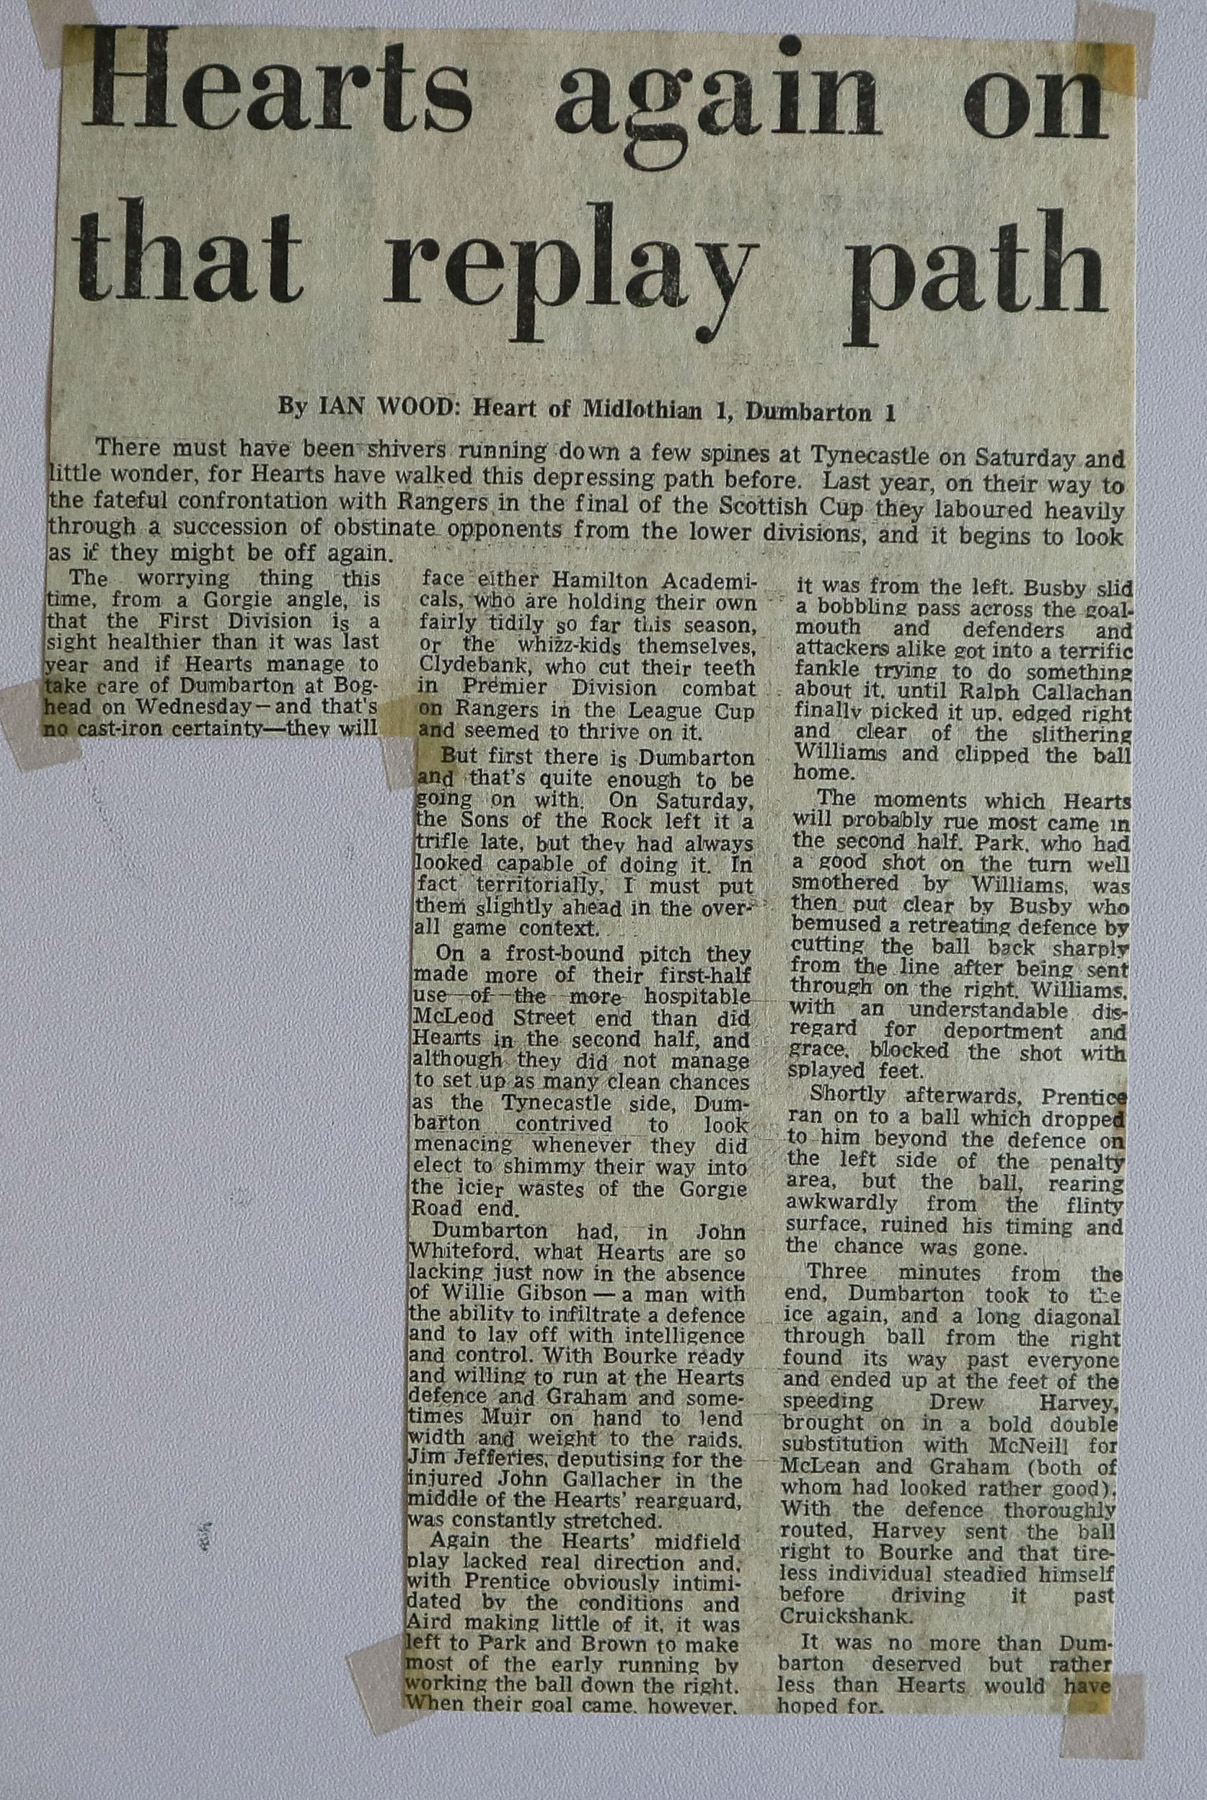 Hearts again on
that replay path
By IAN WOOD: Heart of Midlothian 1, Dumbarton 1
There must have been shivers running down a few spines at Tynecastle on Saturday and
little wonder, for Hearts have walked this depressing path before. Last year, on their way to
the fateful confrontation with Rangers in the final of the Scottish Cup they laboured heavily
through a succession of obstinate opponents from the lower divisions, and it begins to look
as if they might be off again.
The worrying thing this
time, from a Gorgie angle, is
that the First Division is a
sight healthier than it was last
year and if Hearts manage to
take care of Dumbarton at Bog-
head on Wednesday—and that's
no cast-iron certainty—they will
face either Hamilton Academi-
cals, who are holding their own
fairly tidily so far this season,
or the whizz-kids themselves,
Clydebank, who cut their teeth
in Premier Division combat
on Rangers in the League Cup
and seemed to thrive on it.
But first there is Dumbarton
and that's quite enough to be
going on with. On Saturday,
the Sons of the Rock left it a
trifle late, but they had always
looked capable of doing it. In
fact territorially, I must put
them slightly ahead in the over-
all game context.
On a frost-bound pitch they
made more of their first-half
use of the more hospitable
McLeod Street end than did
Hearts in the second half, and
although they did not manage
to set up as many clean chances
as the Tynecastle side, Dum-
barton contrived to look
menacing whenever they did
elect to shimmy their way into
the icier wastes of the Gorgie
Road end.
Dumbarton had, in John
Whiteford, what Hearts are so
lacking just now in the absence
of Willie Gibson — a man with
the ability to infiltrate a defence
and to lay off with intelligence
and control. With Bourke ready
and willing to run at the Hearts
defence and Graham and some-
times Muir on hand to lend
width and weight to the raids,
Jim Jefferies, deputising for the
injured John Gallacher in the
middle of the Hearts' rearguard,
was constantly stretched.
Again the Hearts' midfield
play lacked real direction and,
with Prentice obviously intimi-
dated by the conditions and
Aird making little of it, it was
left to Park and Brown to make
most of the early running by
working the ball down the right.
When their goal came, however,
it was from the left. Busby slid
a bobbling pass across the goal-
mouth and defenders and
attackers alike got into a terrific
fankle trying to do something
about it, until Ralph Callachan
finally picked it up, edged right
and clear of the slithering
Williams and clipped the ball
home.
The moments which Hearts
will probably rue most came in
the second half. Park, who had
a good shot on the turn well
smothered by Williams, was
then put clear by Busby who
bemused a retreating defence by
cutting the ball back sharply
from the line after being sent
through on the right. Williams,
with an understandable dis-
regard for deportment and
grace, blocked the shot with
splayed feet.
Shortly afterwards, Prentice
ran on to a ball which dropped
to him beyond the defence on
the left side of the penalty
area, but the ball, rearing
awkwardly from the flinty
surface, ruined his timing and
the chance was gone.
Three minutes from the
end, Dumbarton took to the
ice again, and a long diagonal
through ball from the right
found its way past everyone
and ended up at the feet of the
speeding Drew Harvey,
brought on in a bold double
substitution with McNeill for
McLean and Graham (both of
whom had looked rather good).
With the defence thoroughly
routed, Harvey sent the ball
right to Bourke and that tire-
less individual steadied himself
before driving it past
Cruickshank.
It was no more than Dum-
barton deserved but rather
less than Hearts would have
hoped for.